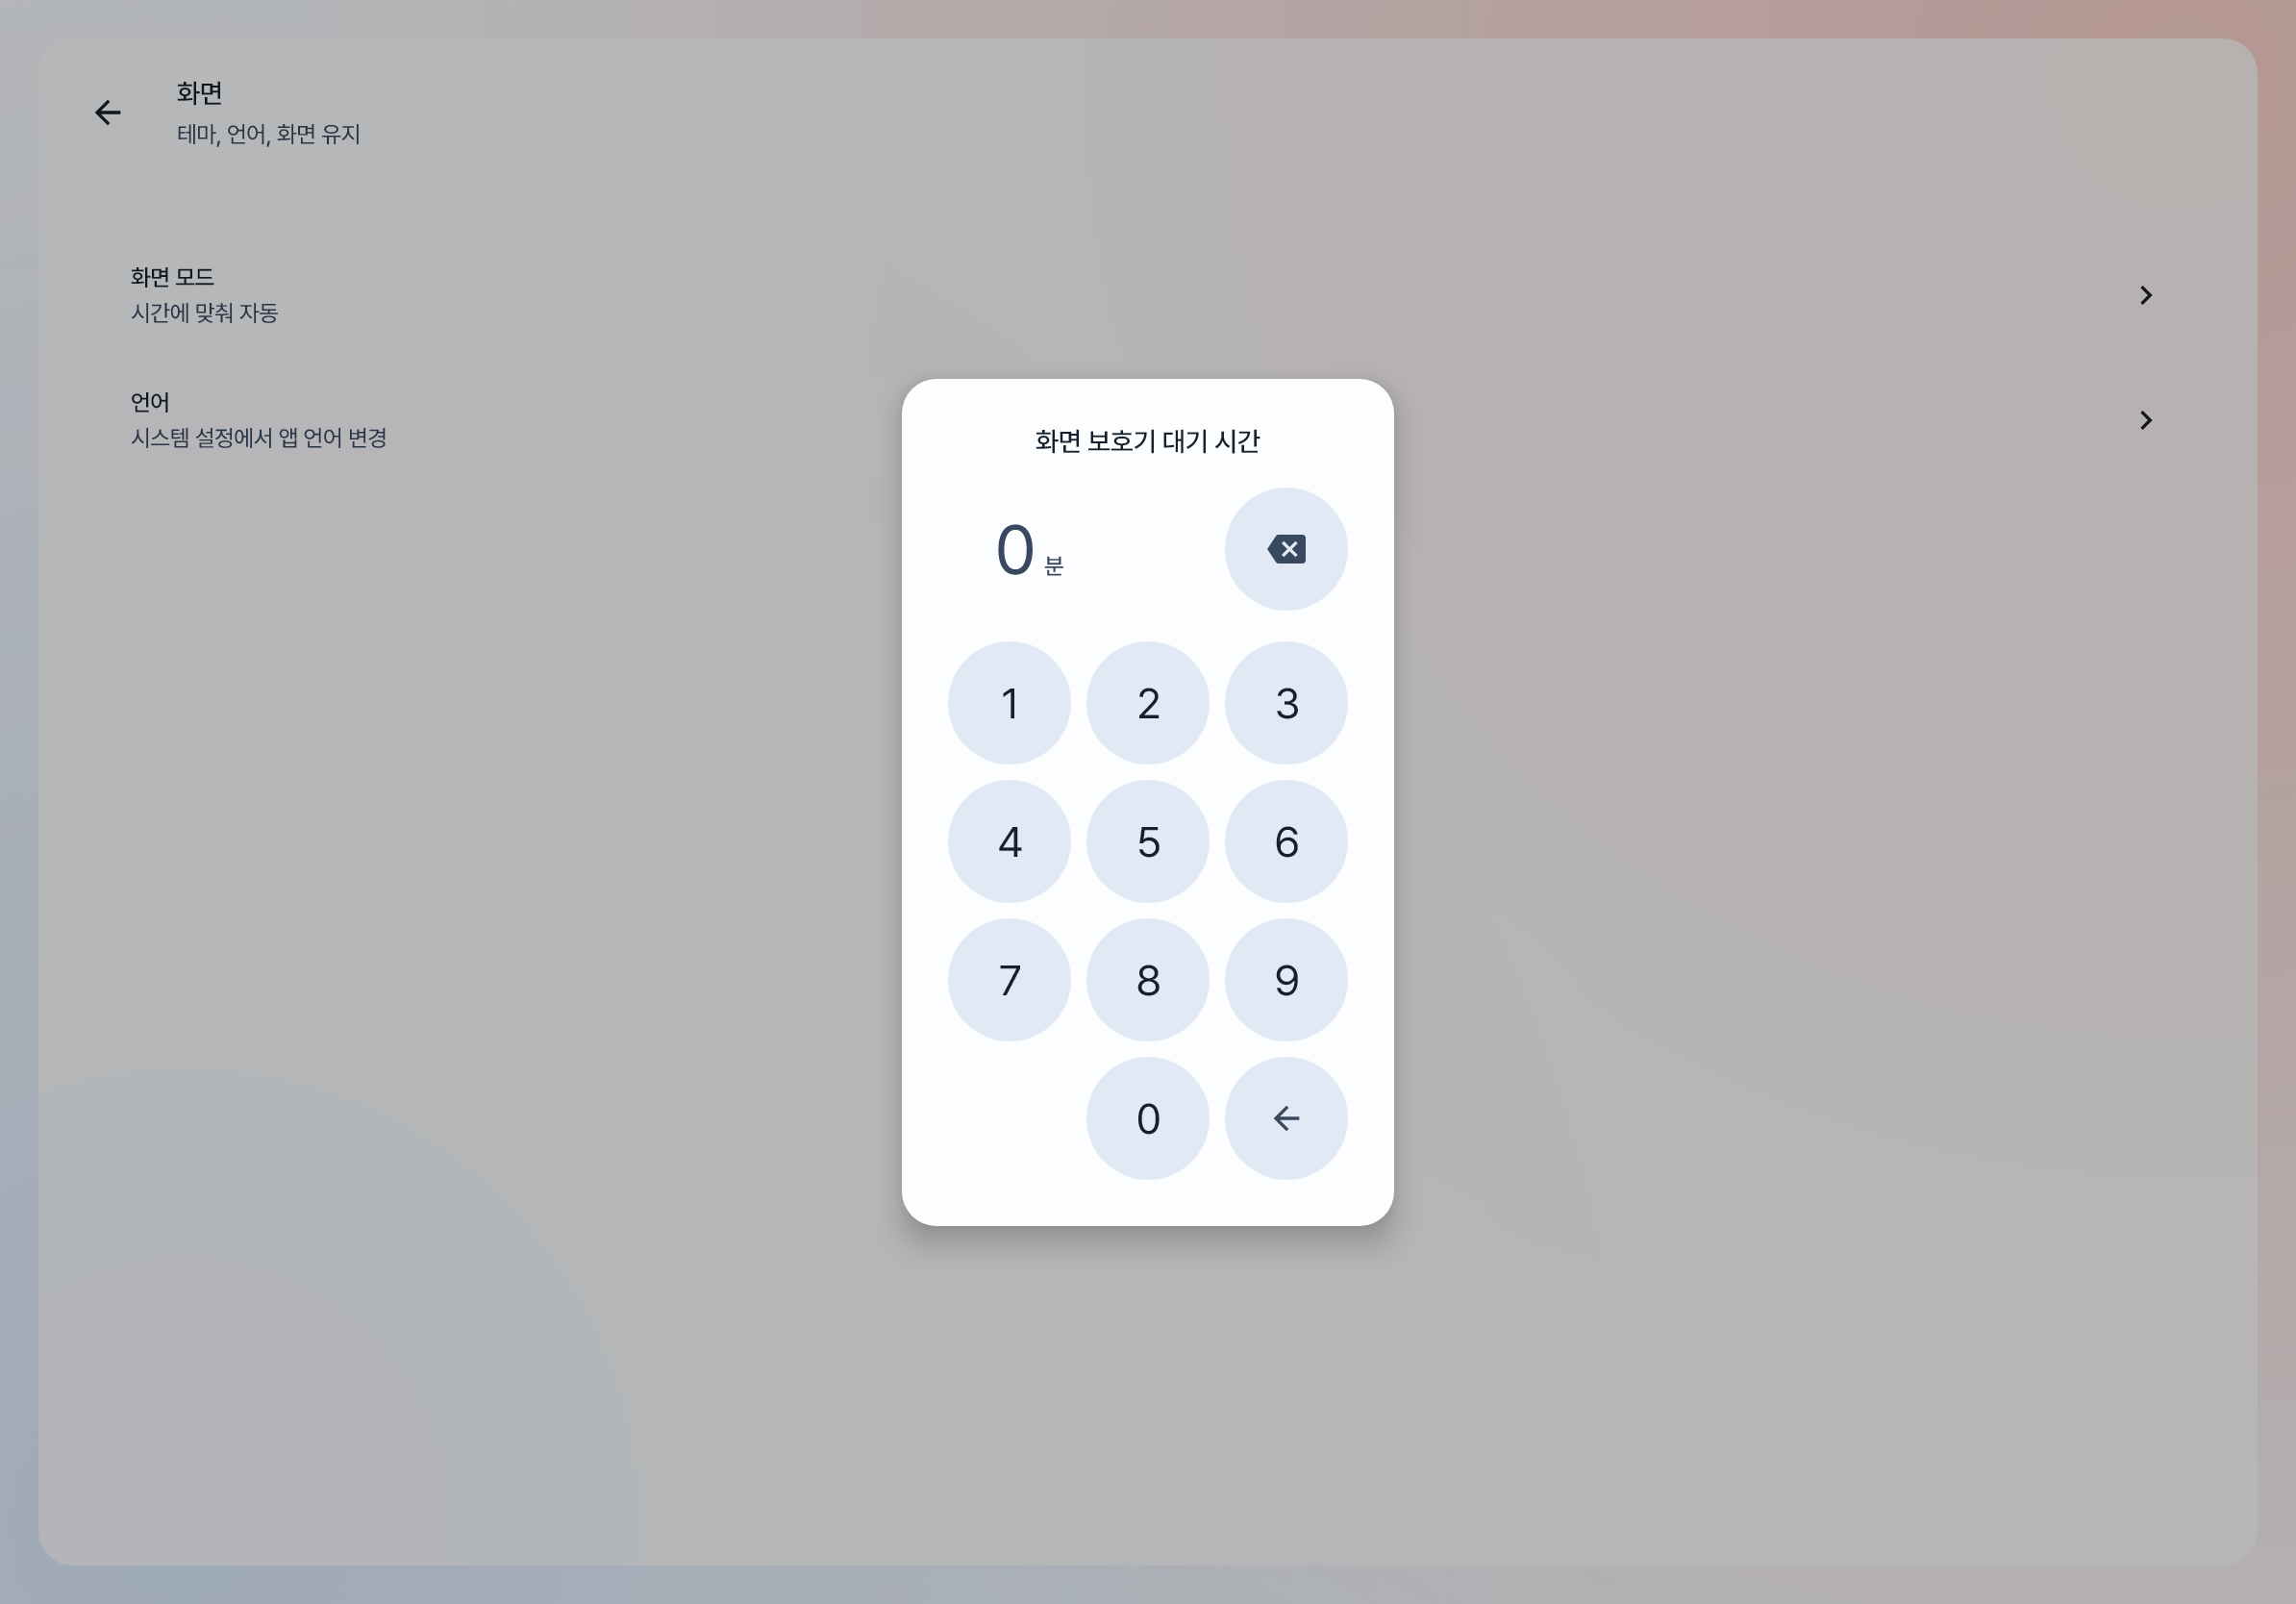 화면
테마, 언어, 화면 유지
화면 모드
시간에 맞춰 자동
언어
시스템 설정에서 앱 언어 변경
화면 보호기 대기 시간
0 분
1 2 3
4 5 6
7 8 9
0